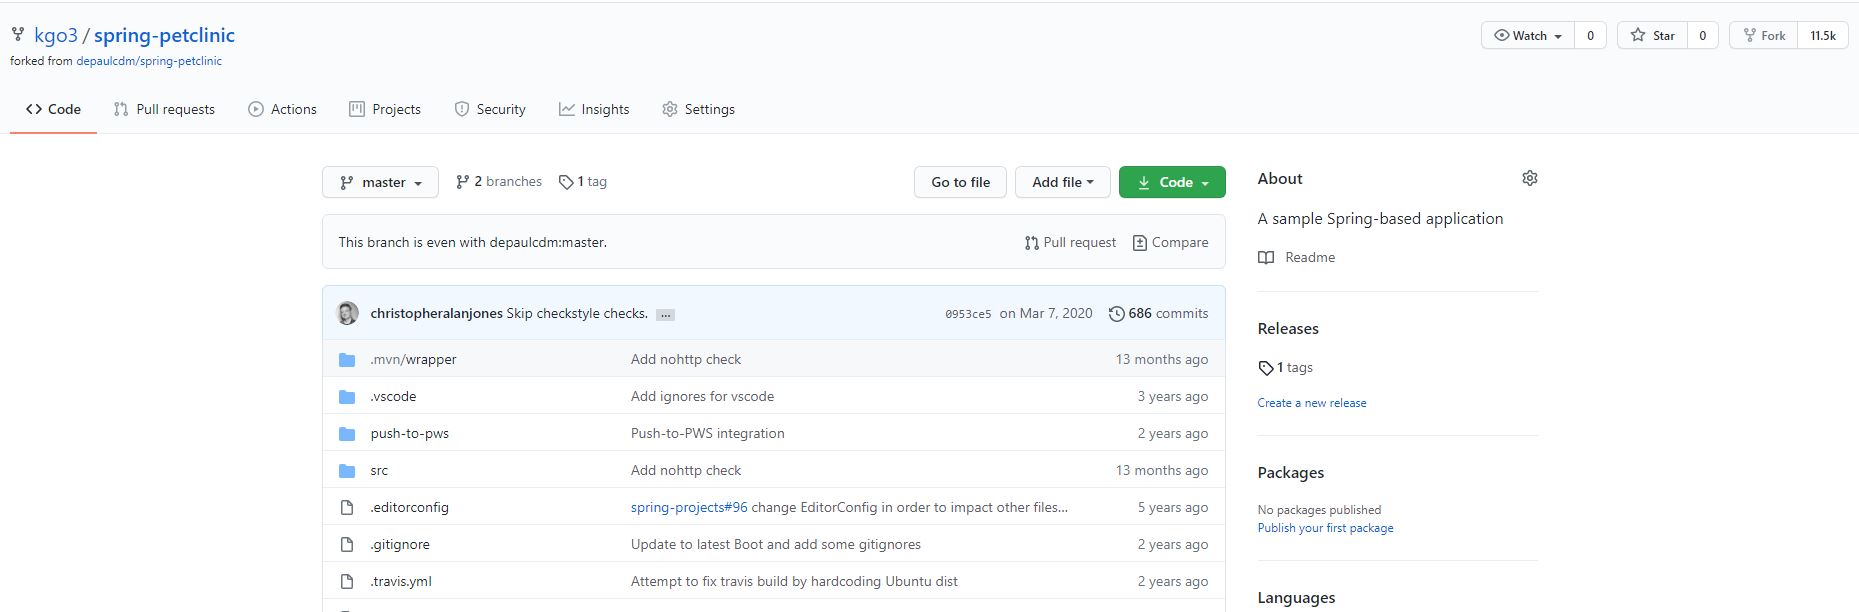 kgo3 / spring-petclinic
Watch 0 Star 0 Fork 11.5k
forked from depaulcdm/spring-petclinic
Code Pull requests Actions Projects Security Insights Settings
master 2 branches 1 tag Go to file Add file Code
This branch is even with depaulcdm:master. Pull request Compare
christopheralanjones Skip checkstyle checks. ... 0953ce5 on Mar 7, 2020 686 commits
.mvn/wrapper Add nohttp check 13 months ago
.vscode Add ignores for vscode 3 years ago
push-to-pws Push-to-PWS integration 2 years ago
src Add nohttp check 13 months ago
.editorconfig spring-projects#96 change EditorConfig in order to impact other files... 5 years ago
.gitignore Update to latest Boot and add some gitignores 2 years ago
.travis.yml Attempt to fix travis build by hardcoding Ubuntu dist 2 years ago
About
A sample Spring-based application
Readme
Releases
1 tags
Create a new release
Packages
No packages published
Publish your first package
Languages